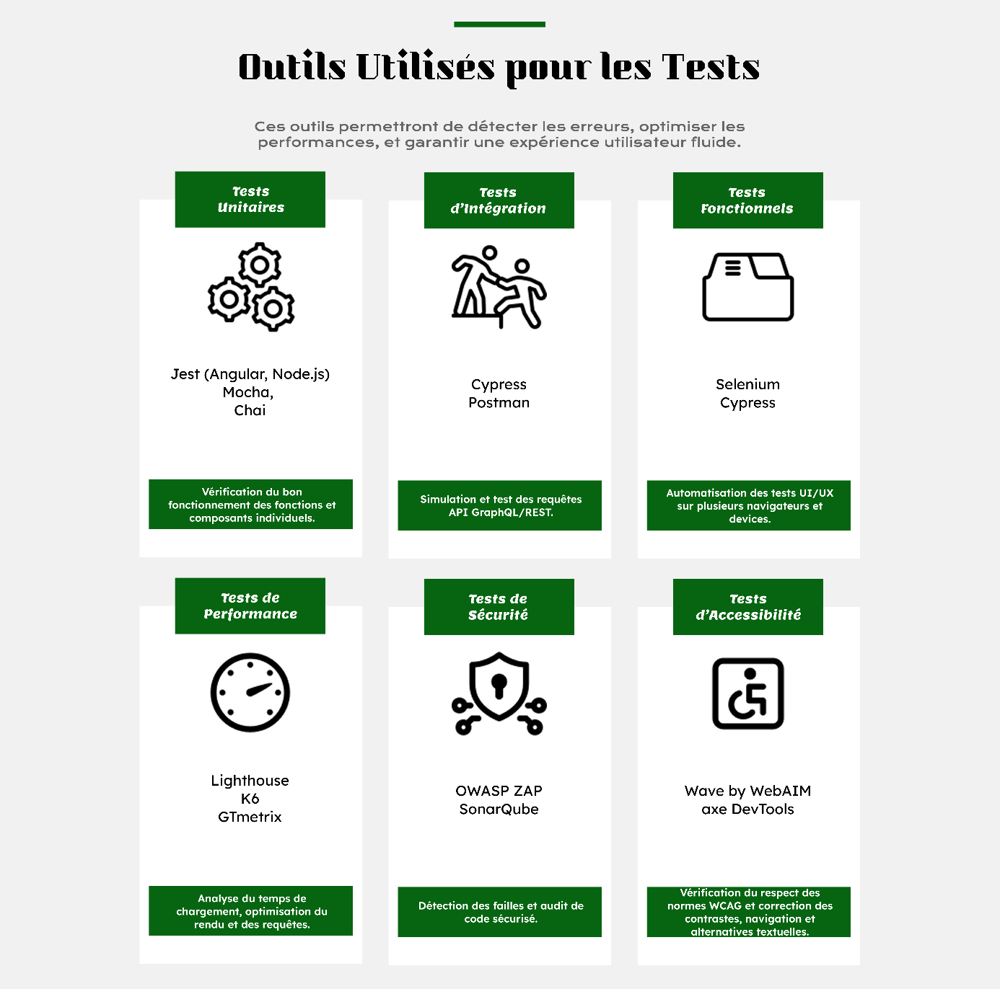 Outils Utilisés pour les Tests
Ces outils permettront de détecter les erreurs, optimiser les
performances, et garantir une expérience utilisateur fluide.
Tests
Unitaires
Jest (Angular, Node.js)
Mocha,
Chai
Vérification du bon
fonctionnement des fonctions et
composants individuels.
Tests
d’Intégration
Cypress
Postman
Simulation et test des requêtes
API GraphQL/REST.
Tests
Fonctionnels
Selenium
Cypress
Automatisation des tests UI/UX
sur plusieurs navigateurs et
devices.
Tests de
Performance
Lighthouse
K6
GTmetrix
Analyse du temps de
chargement, optimisation du
rendu et des requêtes.
Tests de
Sécurité
OWASP ZAP
SonarQube
Détection des failles et audit de
code sécurisé.
Tests
d’Accessibilité
Wave by WebAIM
axe DevTools
Vérification du respect des
normes WCAG et correction des
contrastes, navigation et
alternatives textuelles.